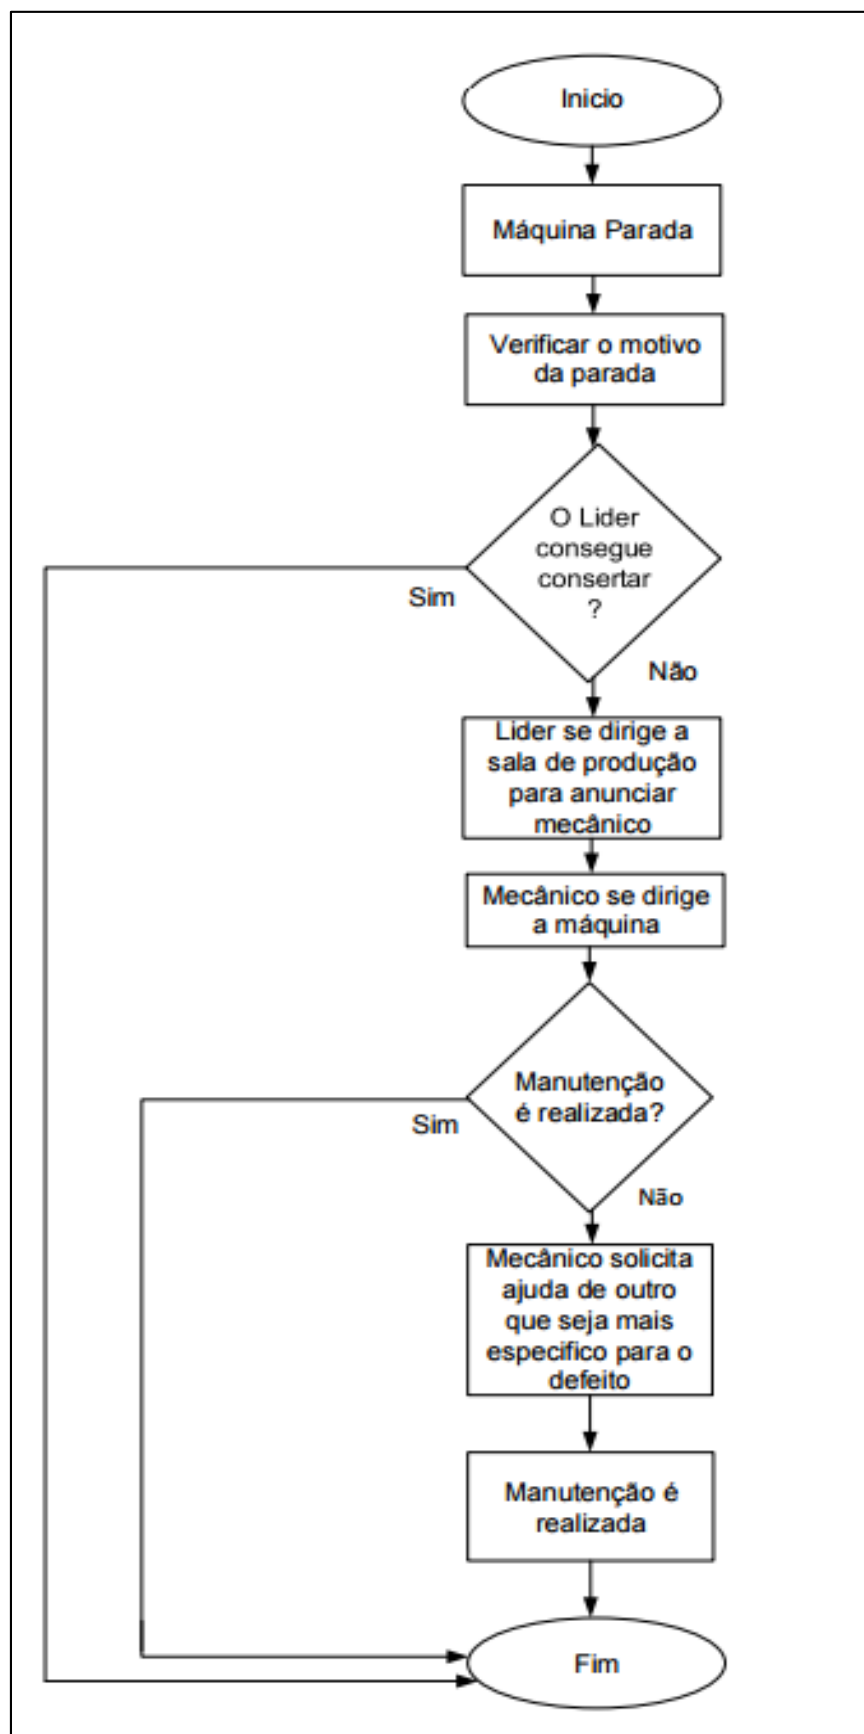 Inicio
Máquina Parada
Verificar o motivo
da parada
O Lider
consegue
consertar
?
Sim
Não
Lider se dirige a
sala de produção
para anunciar
mecânico
Mecânico se dirige
a máquina
Manutenção
é realizada?
Sim
Não
Mecânico solicita
ajuda de outro
que seja mais
especifico para o
defeito
Manutenção é
realizada
Fim